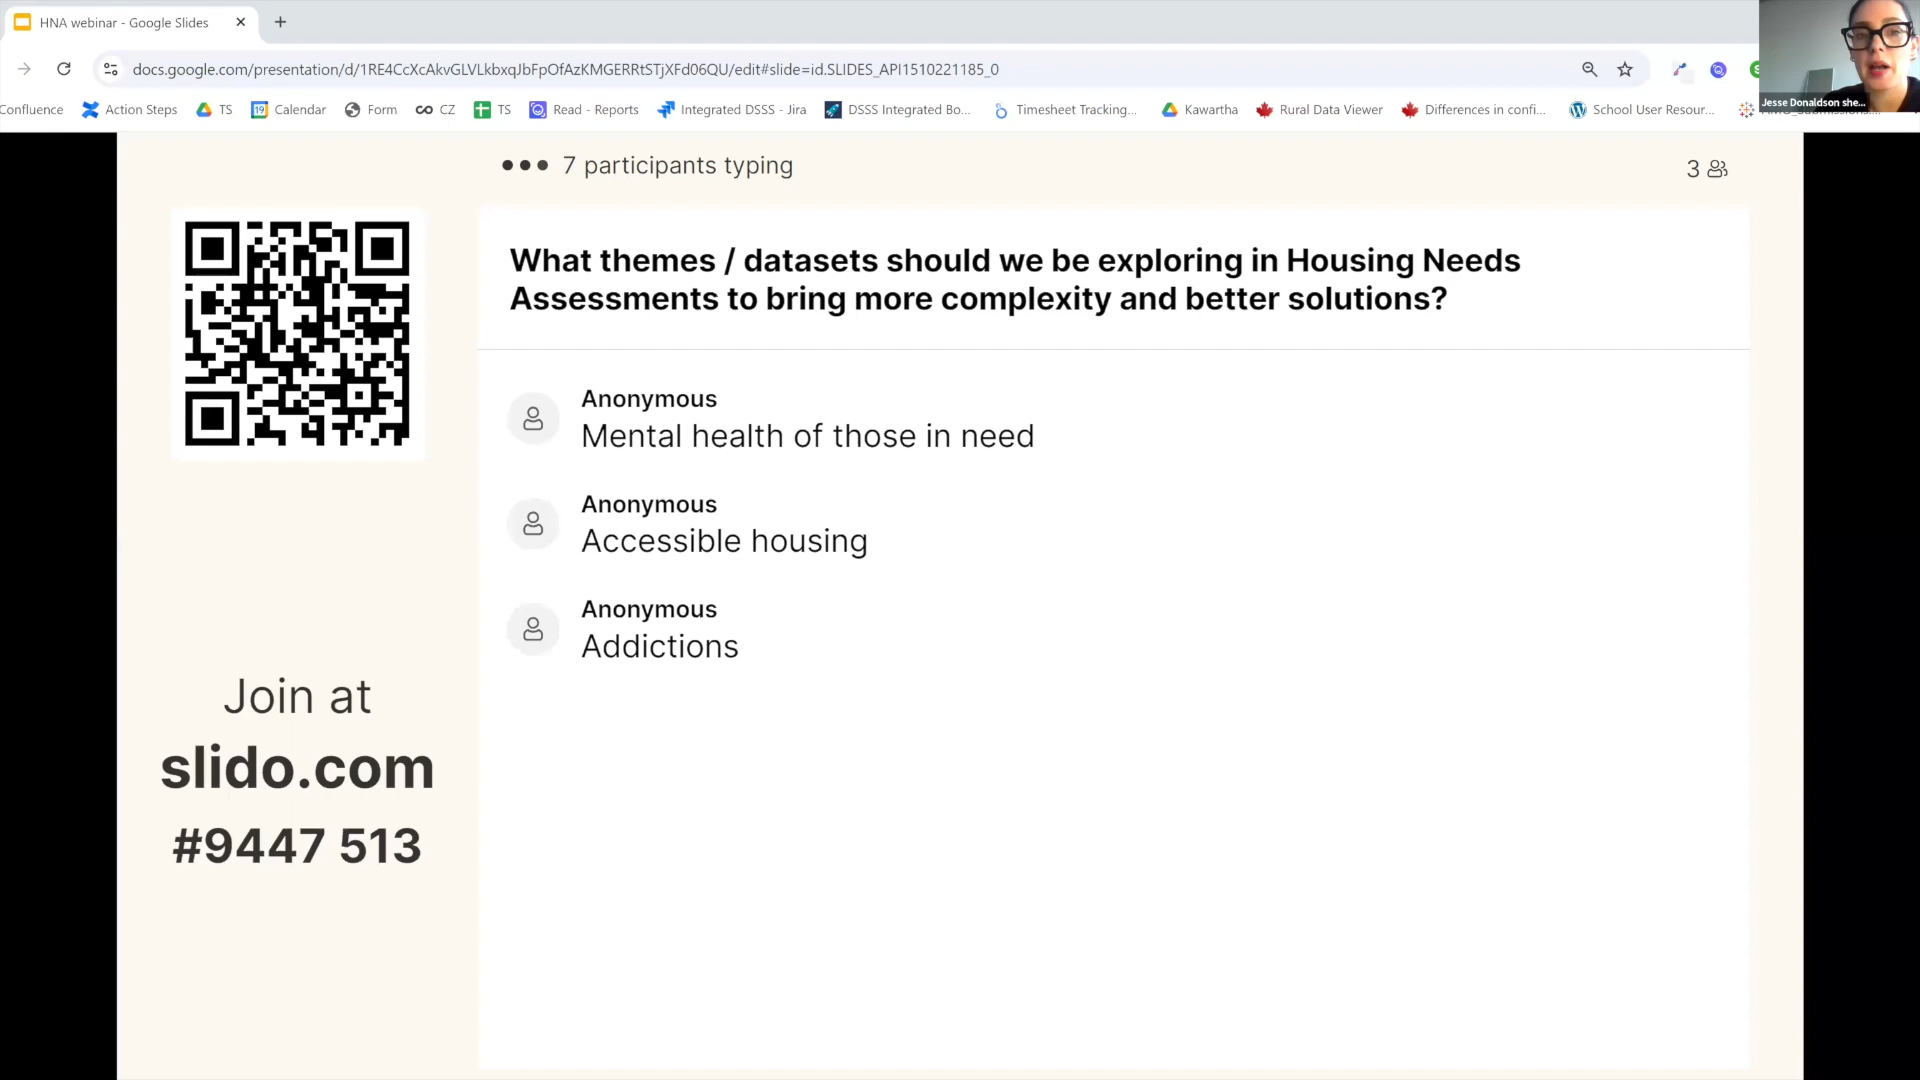 HNA webinar - Google Slides
docs.google.com/presentation/d/1RE4CcXcAkvGLVLkbxqJbFpOfAzKMGERRtSTjXFd06QU/edit#slide=id.SLIDES_API1510221185_0
Confluence Action Steps TS 19 Calendar Form CZ TS Read - Reports Integrated DSSS - Jira DSSS Integrated Bo... Timesheet Tracking... Kawartha Rural Data Viewer Differences in confi... School User Resour...
Jesse Donaldson she...
7 participants typing
3
What themes / datasets should we be exploring in Housing Needs
Assessments to bring more complexity and better solutions?
Anonymous
Mental health of those in need
Anonymous
Accessible housing
Anonymous
Addictions
Join at
slido.com
#9447 513